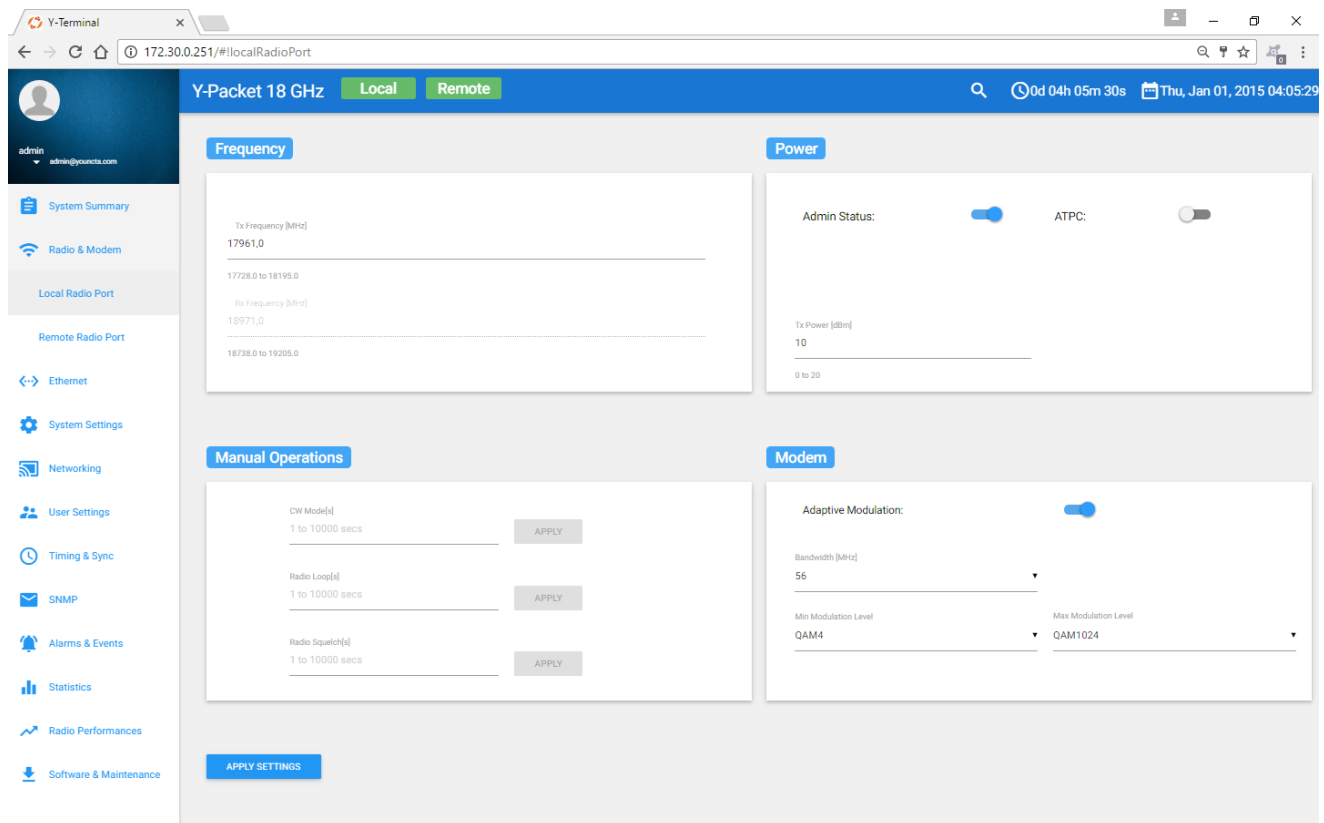 Y-Terminal
172.30.0.251/#!localRadioPort
0
Y-Packet 18 GHz Local Remote 0d 04h 05m 30s Thu, Jan 01, 2015 04:05:29
admin
admin@youncta.com
System Summary
Radio & Modem
Local Radio Port
Remote Radio Port
Ethernet
System Settings
Networking
User Settings
Timing & Sync
SNMP
Alarms & Events
Statistics
Radio Performances
Software & Maintenance
Frequency
Tx Frequency [MHz]
17961,0
17728.0 to 18195.0
Rx Frequency [MHz]
18971,0
18738.0 to 19205.0
Power
Admin Status: ATPC:
Tx Power [dBm]
10
0 to 20
Manual Operations
CW Mode[s]
1 to 10000 secs APPLY
Radio Loop[s]
1 to 10000 secs APPLY
Radio Squelch[s]
1 to 10000 secs APPLY
Modem
Adaptive Modulation:
Bandwidth [MHz]
56
Min Modulation Level Max Modulation Level
QAM4 QAM1024
APPLY SETTINGS